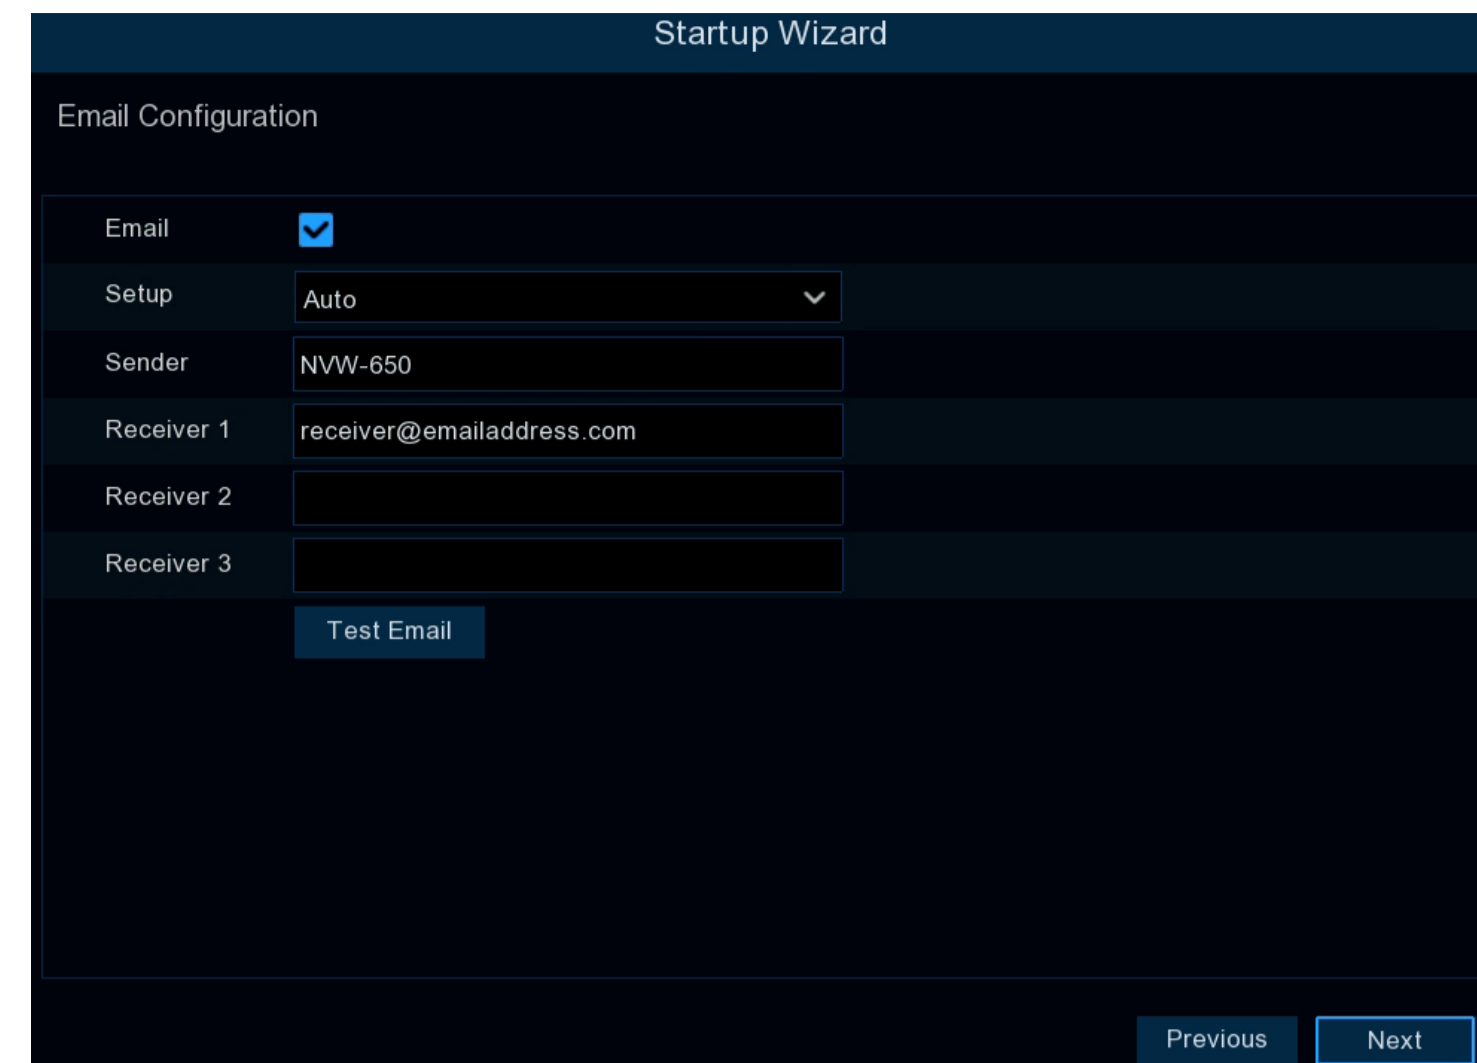 Startup Wizard
Email Configuration
Email
Setup Auto
Sender NVW-650
Receiver 1 receiver@emailaddress.com
Receiver 2
Receiver 3
Test Email
Previous Next